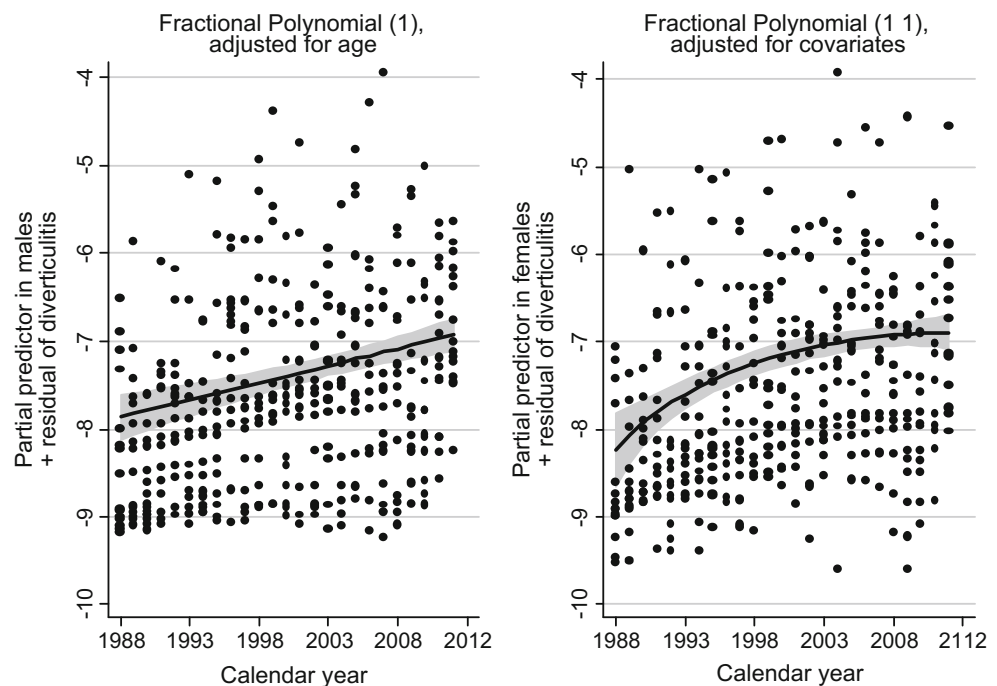 Fractional Polynomial (1),
adjusted for age
Partial predictor in males
+ residual of diverticulitis
-4
-5
-6
-7
-8
-9
-10
1988 1993 1998 2003 2008 2012
Calendar year
Fractional Polynomial (1 1),
adjusted for covariates
Partial predictor in females
+ residual of diverticulitis
-4
-5
-6
-7
-8
-9
-10
1988 1993 1998 2003 2008 2112
Calendar year